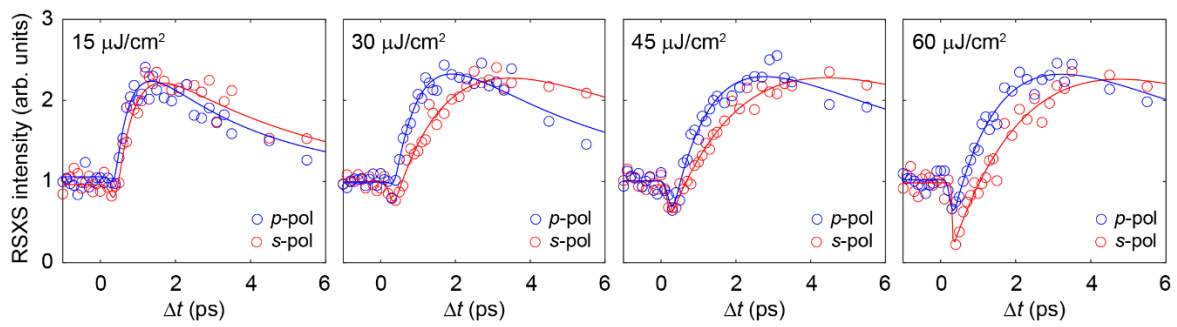 RSXS intensity (arb. units)
3
2
1
0
15 μJ/cm²
p-pol
s-pol
0 2 4 6
Δt (ps)
30 μJ/cm²
p-pol
s-pol
0 2 4 6
Δt (ps)
45 μJ/cm²
p-pol
s-pol
0 2 4 6
Δt (ps)
60 μJ/cm²
p-pol
s-pol
0 2 4 6
Δt (ps)